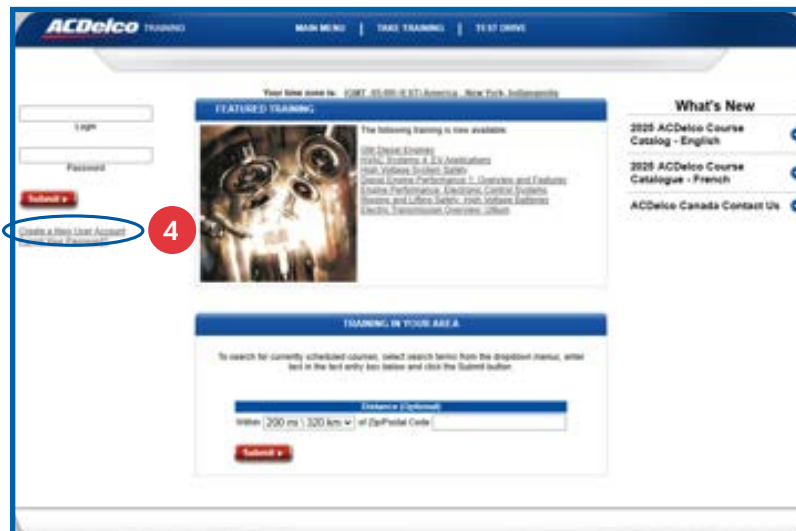 ACDelco TRAINING
MAIN MENU | TAKE TRAINING | TEST DRIVE
Your time zone is: (GMT -05:00) (EST) America - New York, Indianapolis
Login
Password
Submit
Create a New User Account
Forgot Your Password?
4
FEATURED TRAINING
The following training is now available:
GM Diesel Engines
HVAC Systems 4: EV Applications
High Voltage System Safety
Diesel Engine Performance 1: Overview and Features
Engine Performance: Electronic Control Systems
Rigging and Lifting Safety: High Voltage Batteries
Electric Transmission Overview: Ultium
What's New
2025 ACDelco Course
Catalog - English
2025 ACDelco Course
Catalogue - French
ACDelco Canada Contact Us
TRAINING IN YOUR AREA
To search for currently scheduled courses, select search terms from the dropdown menus, enter
text in the text entry box below and click the Submit button.
Distance (Optional)
Within 200 mi \ 320 km of Zip/Postal Code
Submit